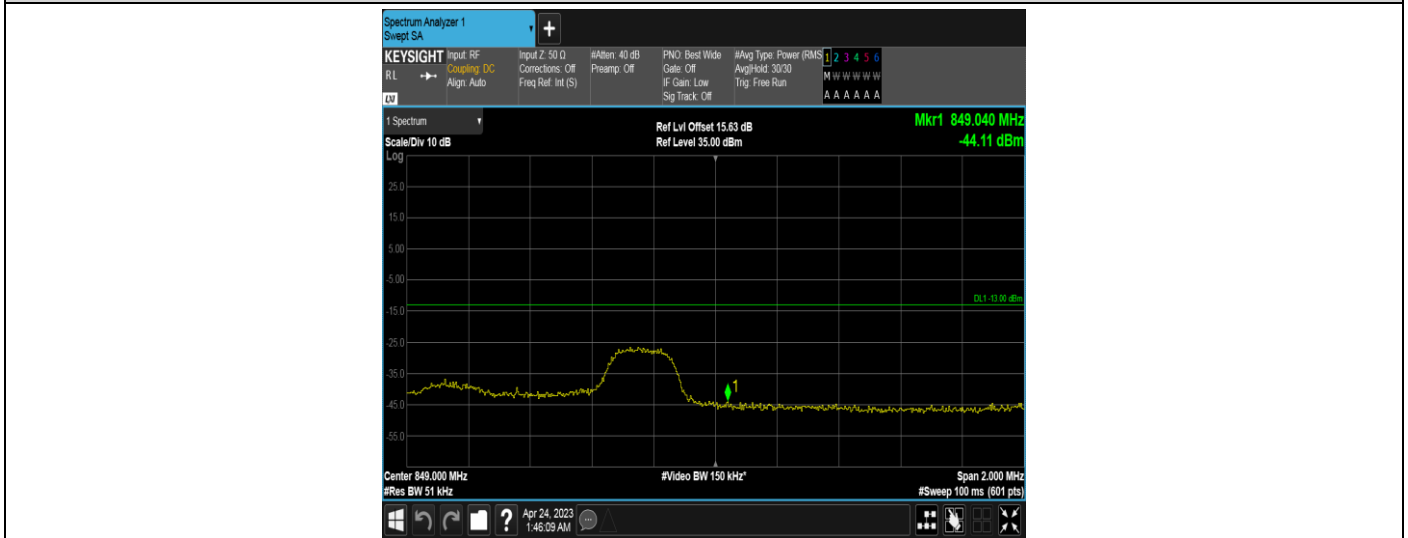 Spectrum Analyzer 1
Swept SA
+
KEYSIGHT
RL
LXI
Input: RF
Coupling: DC
Align: Auto
Input Z: 50 Ω
Corrections: Off
Freq Ref: Int (S)
#Atten: 40 dB
Preamp: Off
PNO: Best Wide
Gate: Off
IF Gain: Low
Sig Track: Off
#Avg Type: Power (RMS
Avg|Hold: 30/30
Trig: Free Run
1 2 3 4 5 6
M W W W W W
A A A A A A
1 Spectrum
Scale/Div 10 dB
Log
Ref Lvl Offset 15.63 dB
Ref Level 35.00 dBm
Mkr1 849.040 MHz
-44.11 dBm
25.0
15.0
5.00
-5.00
DL1 -13.00 dBm
-15.0
-25.0
-35.0
1
-45.0
-55.0
Center 849.000 MHz
#Video BW 150 kHz*
Span 2.000 MHz
#Res BW 51 kHz
#Sweep 100 ms (601 pts)
?
Apr 24, 2023
1:46:09 AM